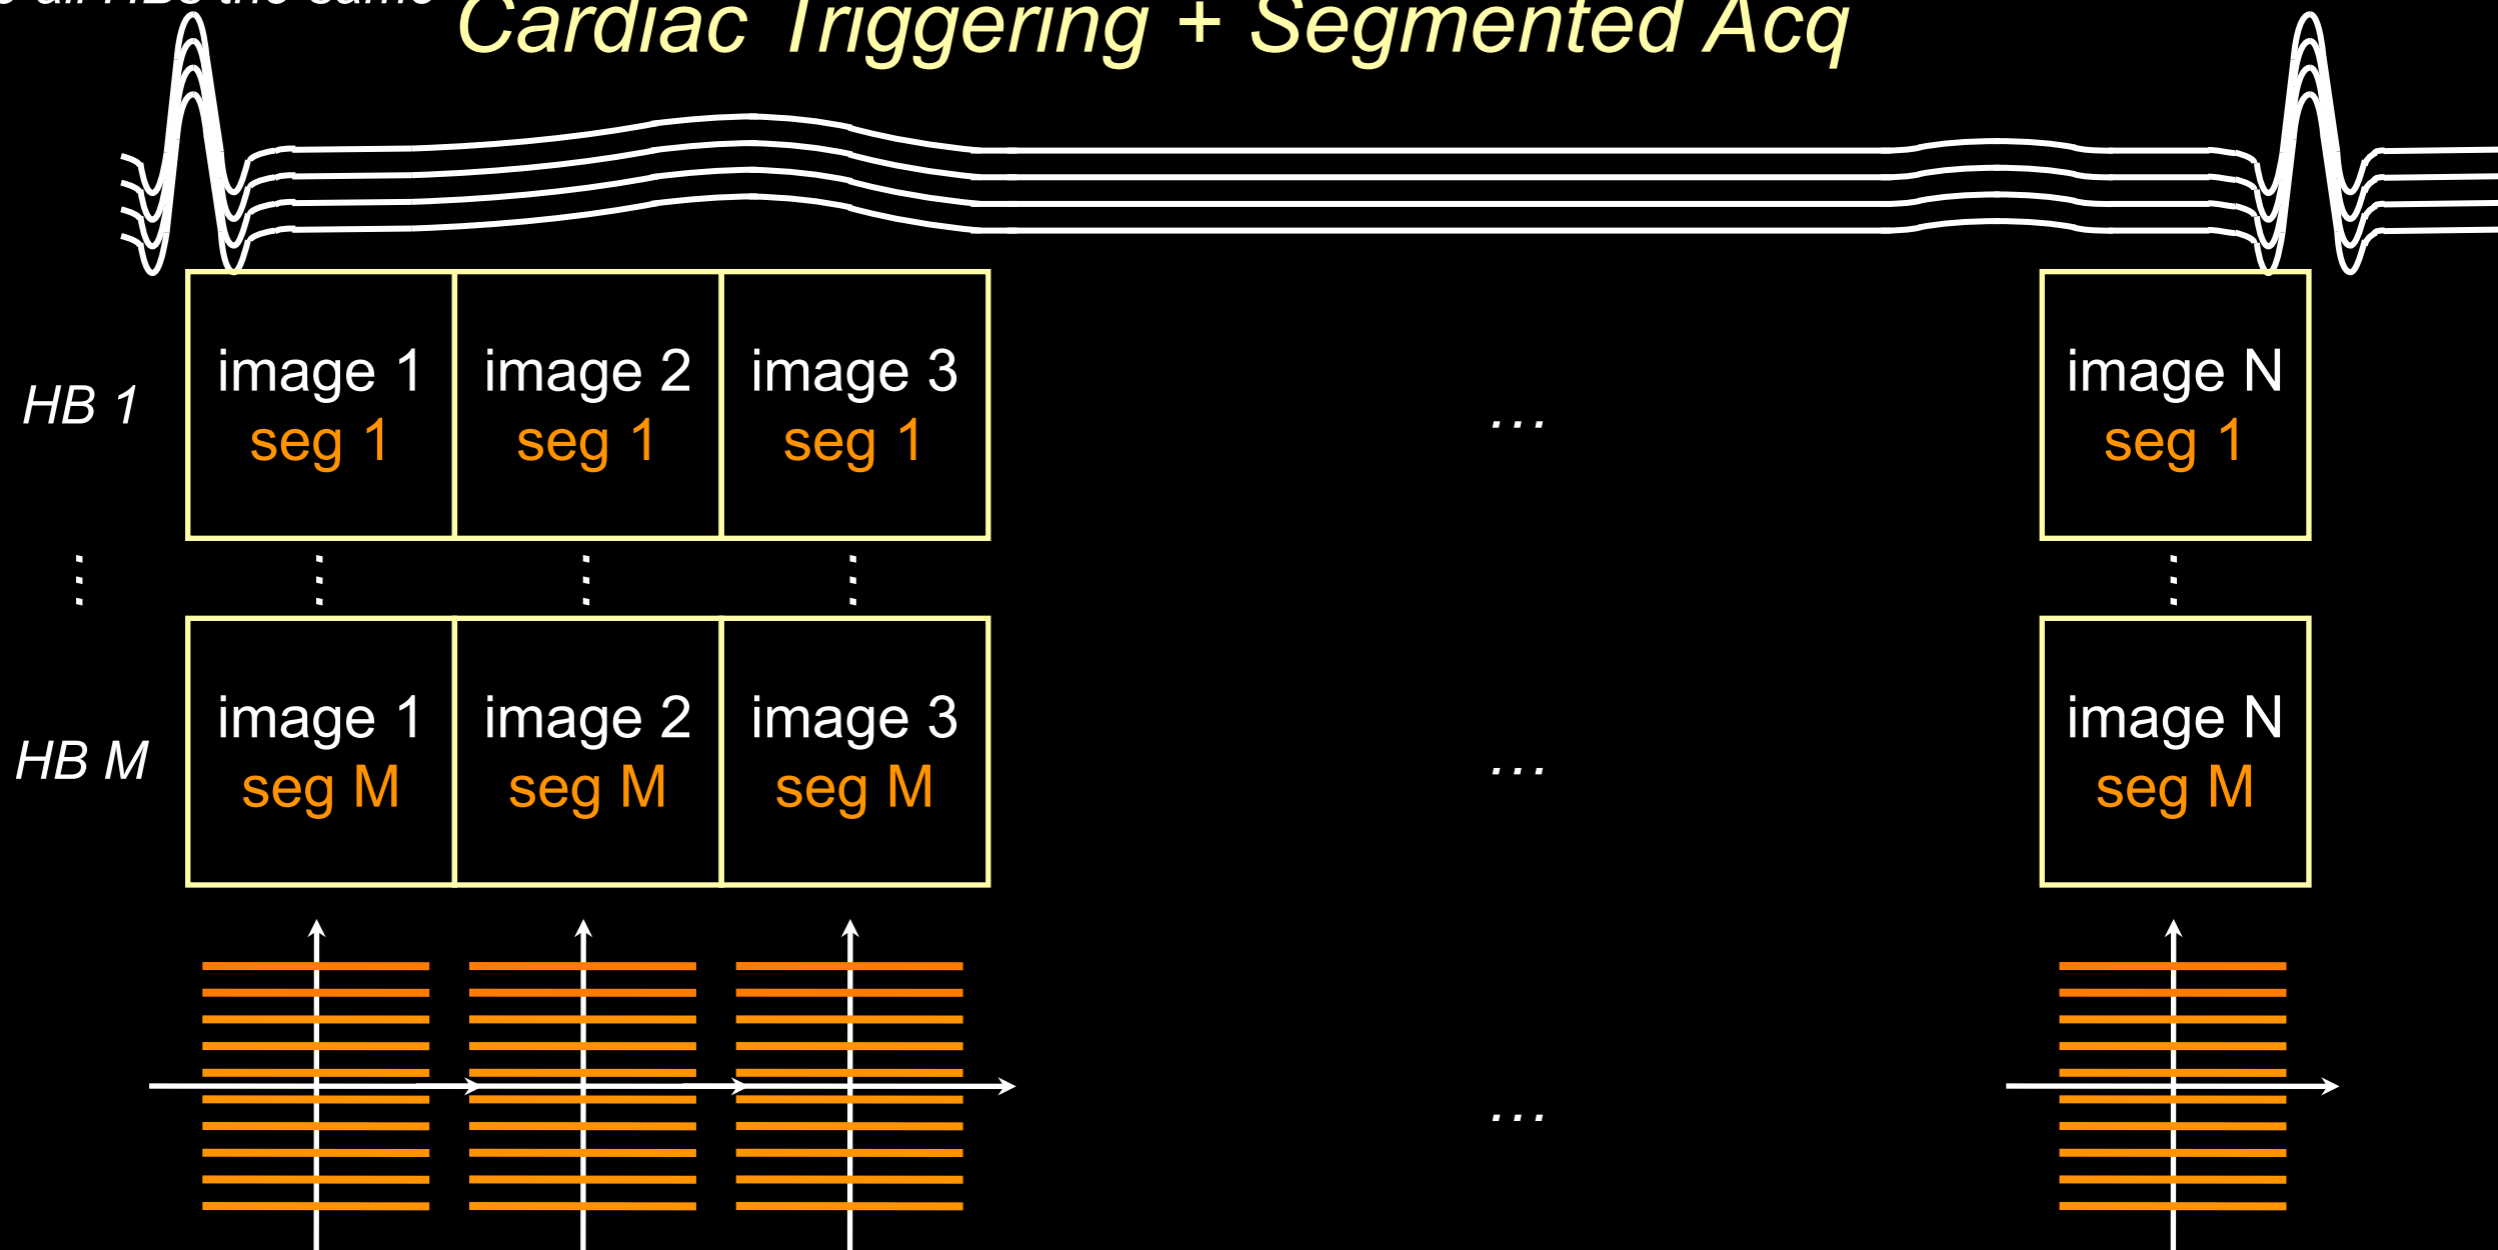 Cardiac Triggering + Segmented Acq
HB 1
image 1
seg 1
image 2
seg 1
image 3
seg 1
...
image N
seg 1
HB M
image 1
seg M
image 2
seg M
image 3
seg M
...
image N
seg M
...